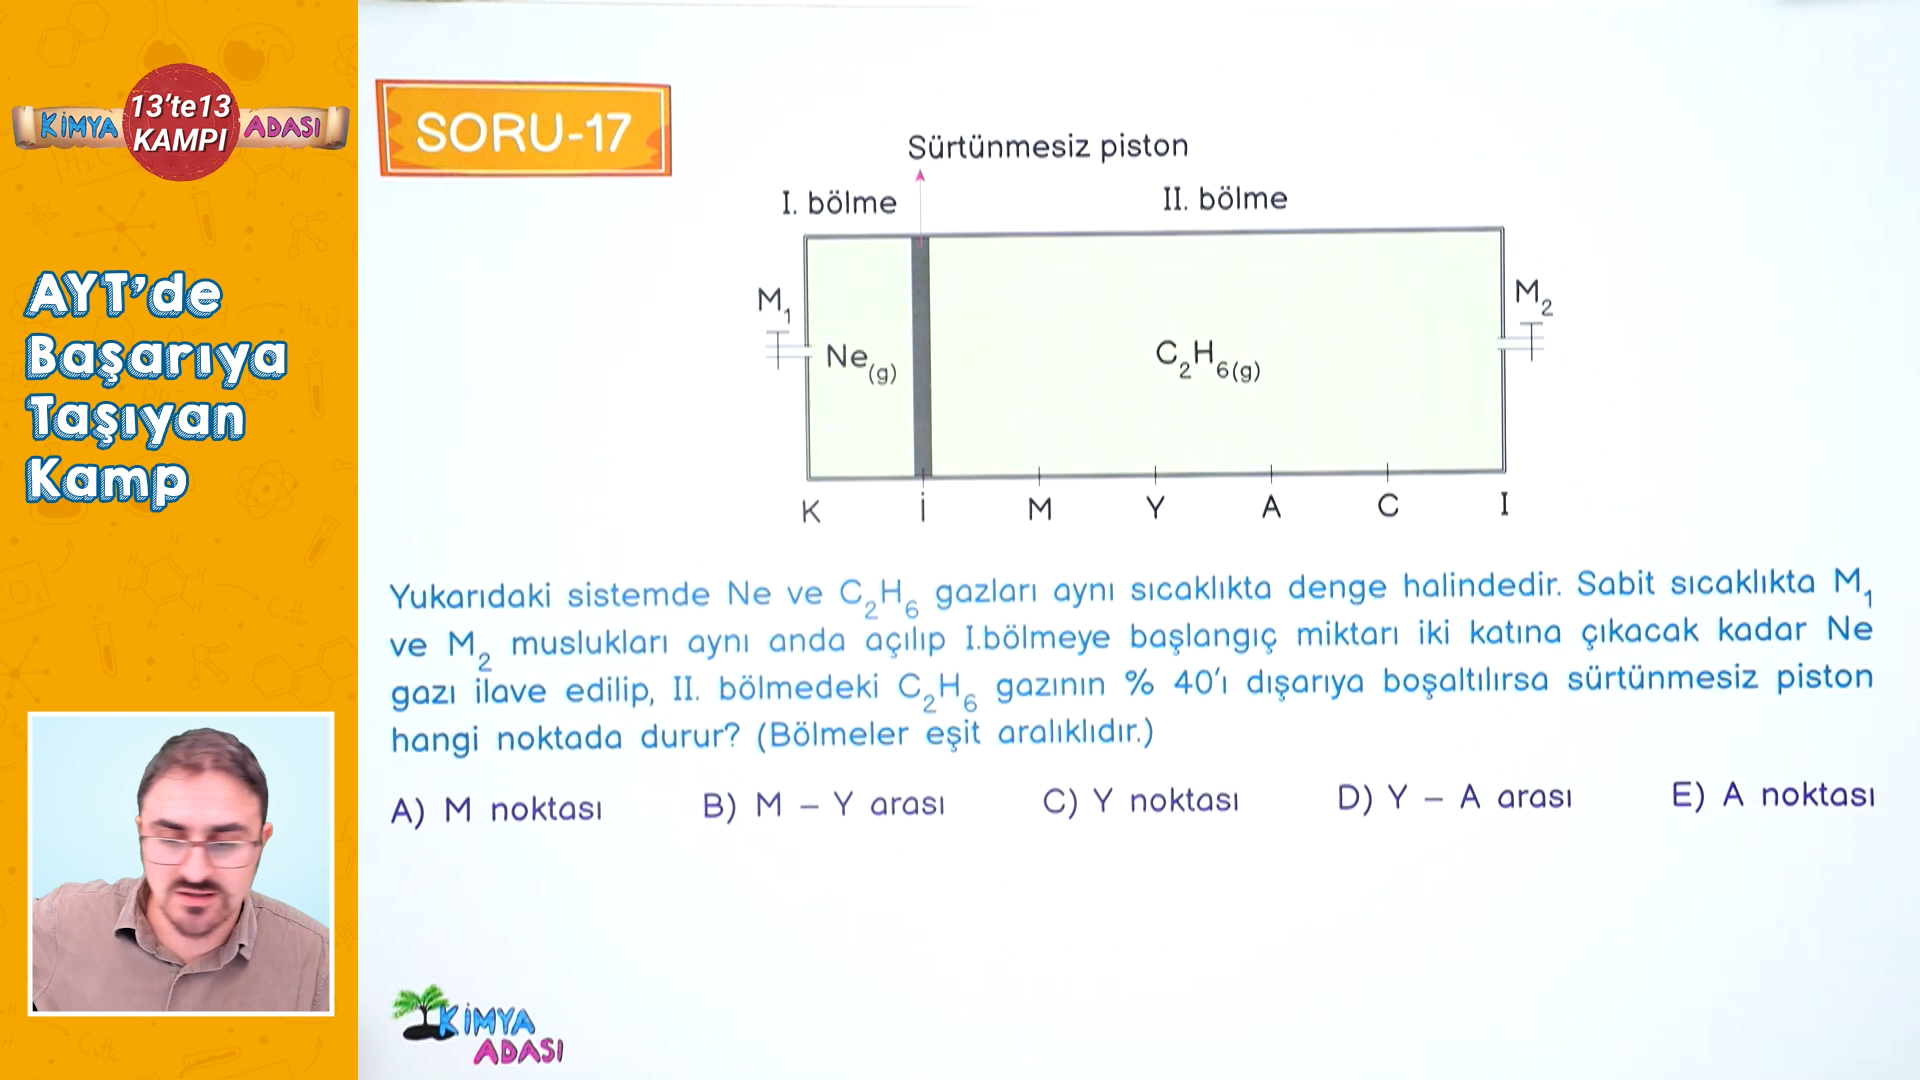 13'te13
KİMYA KAMPI ADASI
AYT'de
Başarıya
Taşıyan
Kamp
SORU-17
Sürtünmesiz piston
I. bölme
II. bölme
M₁
M₂
Ne(g)
C₂H₆(g)
K İ M Y A C I
Yukarıdaki sistemde Ne ve C₂H₆ gazları aynı sıcaklıkta denge halindedir. Sabit sıcaklıkta M₁
ve M₂ muslukları aynı anda açılıp I.bölmeye başlangıç miktarı iki katına çıkacak kadar Ne
gazı ilave edilip, II. bölmedeki C₂H₆ gazının % 40'ı dışarıya boşaltılırsa sürtünmesiz piston
hangi noktada durur? (Bölmeler eşit aralıklıdır.)
A) M noktası B) M – Y arası C) Y noktası D) Y – A arası E) A noktası
KİMYA
ADASI